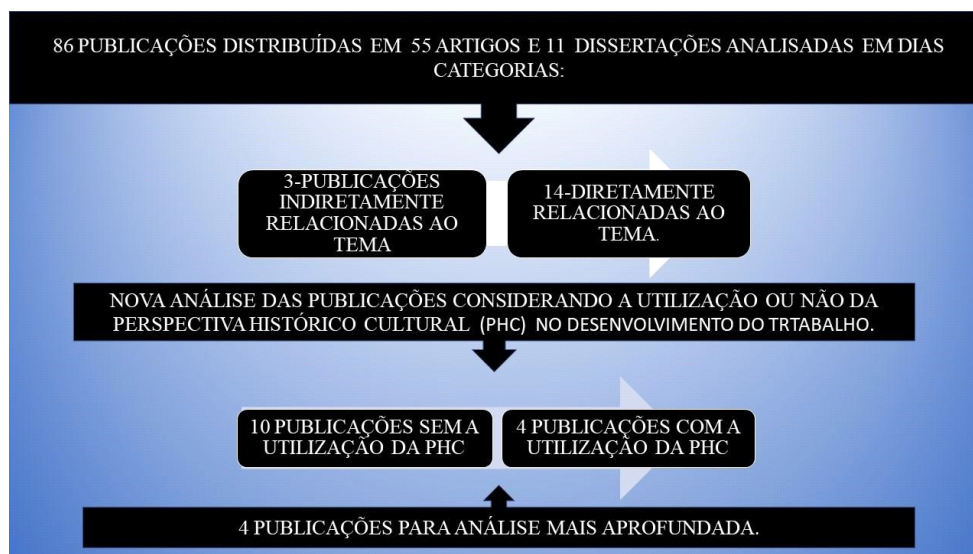 86 PUBLICAÇÕES DISTRIBUÍDAS EM 55 ARTIGOS E 11 DISSERTAÇÕES ANALISADAS EM DIAS
CATEGORIAS:
3-PUBLICAÇÕES
INDIRETAMENTE
RELACIONADAS AO
TEMA
14-DIRETAMENTE
RELACIONADAS AO
TEMA.
NOVA ANÁLISE DAS PUBLICAÇÕES CONSIDERANDO A UTILIZAÇÃO OU NÃO DA
PERSPECTIVA HISTÓRICO CULTURAL (PHC) NO DESENVOLVIMENTO DO TRTABALHO.
10 PUBLICAÇÕES SEM A
UTILIZAÇÃO DA PHC
4 PUBLICAÇÕES COM A
UTILIZAÇÃO DA PHC
4 PUBLICAÇÕES PARA ANÁLISE MAIS APROFUNDADA.